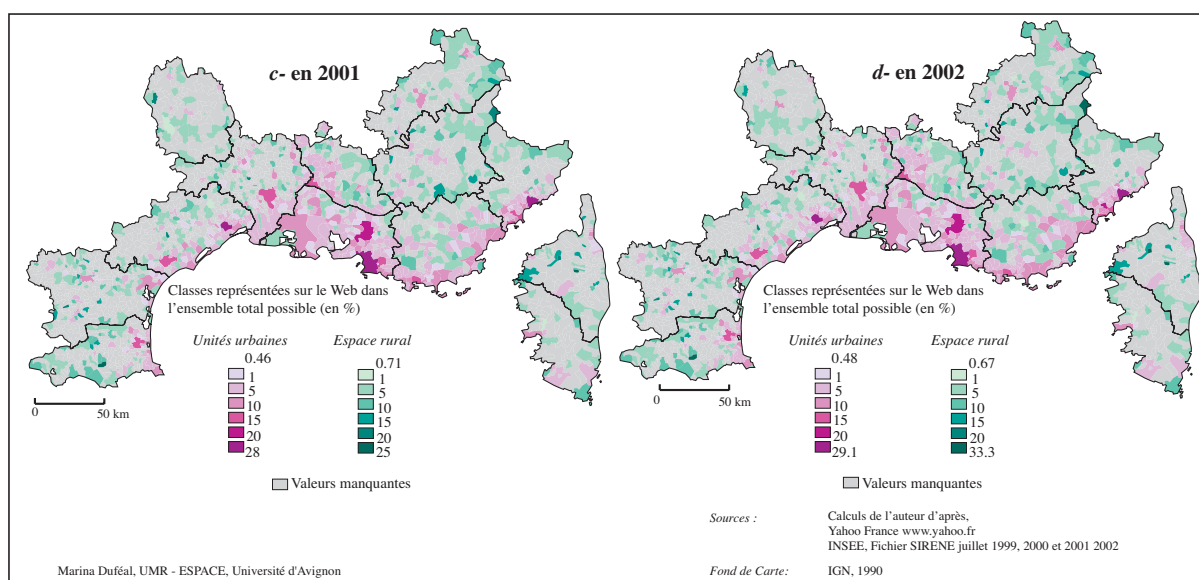 c- en 2001
Classes représentées sur le Web dans
l'ensemble total possible (en %)
Unités urbaines
0.46
1
5
10
15
20
28
Espace rural
0.71
1
5
10
15
20
25
0 50 km
Valeurs manquantes
d- en 2002
Classes représentées sur le Web dans
l'ensemble total possible (en %)
Unités urbaines
0.48
1
5
10
15
20
29.1
Espace rural
0.67
1
5
10
15
20
33.3
0 50 km
Valeurs manquantes
Sources : Calculs de l'auteur d'après,
Yahoo France www.yahoo.fr
INSEE, Fichier SIRENE juillet 1999, 2000 et 2001 2002
Marina Duféal, UMR - ESPACE, Université d'Avignon
Fond de Carte: IGN, 1990